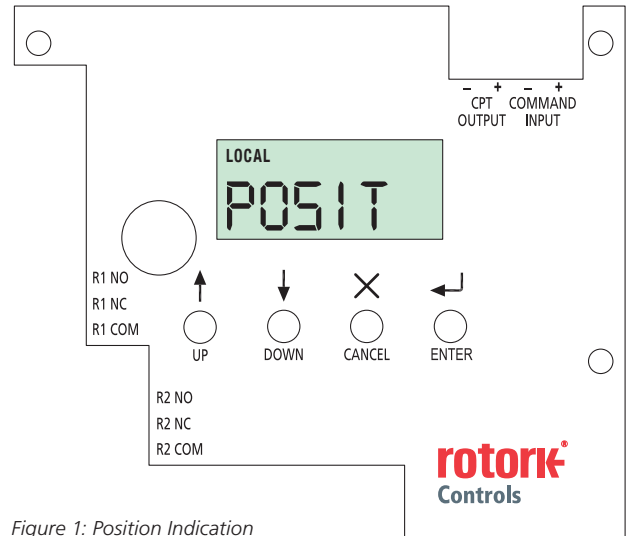 – + – +
CPT COMMAND
OUTPUT INPUT
LOCAL
POSIT
R1 NO
R1 NC
R1 COM
UP DOWN CANCEL ENTER
R2 NO
R2 NC
R2 COM
rotork®
Controls
Figure 1: Position Indication